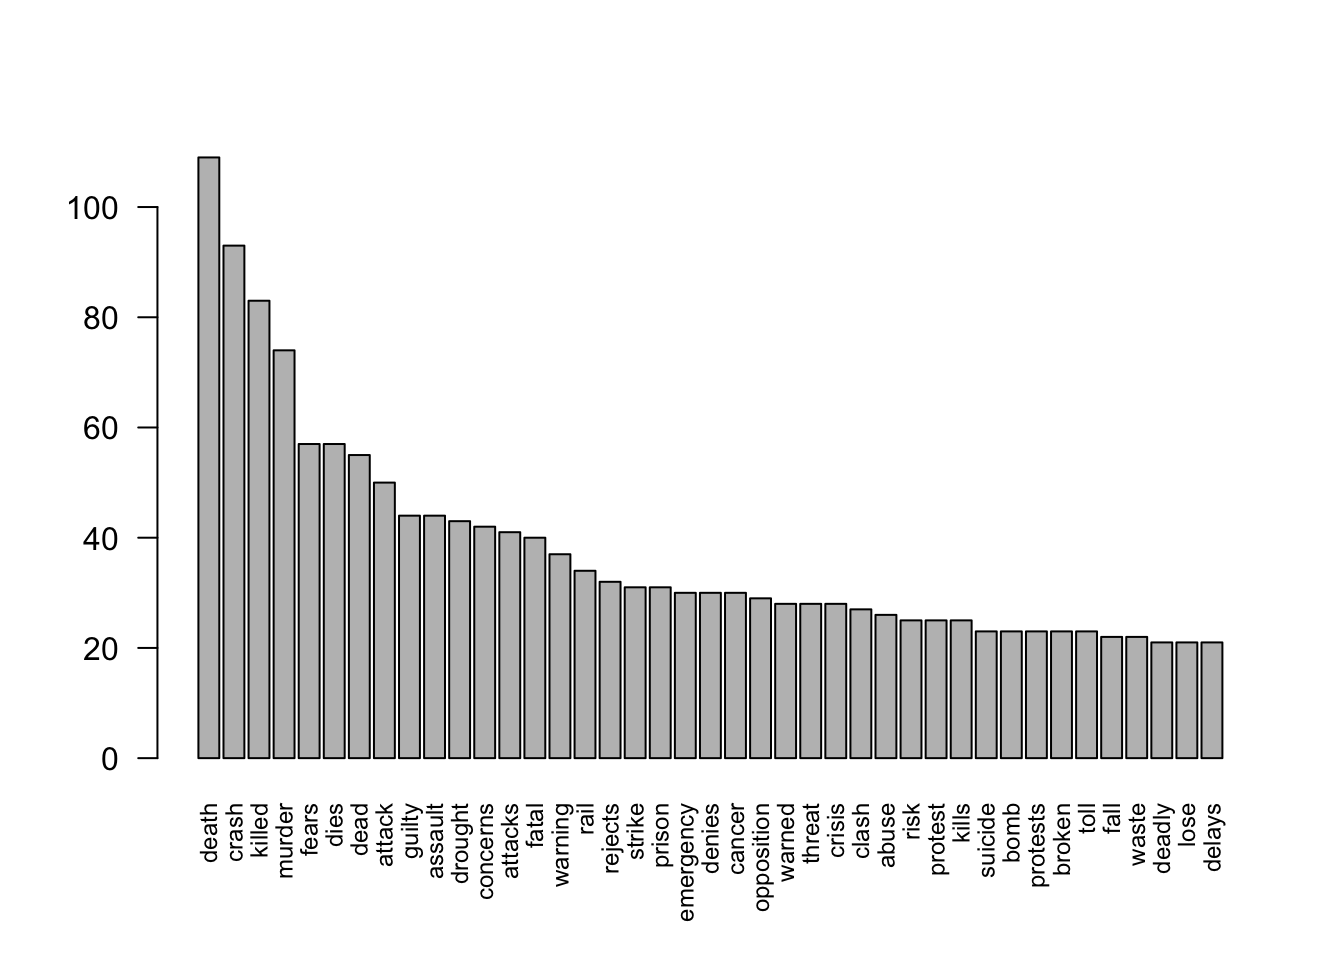 100
80
60
40
20
0
death
crash
killed
murder
fears
dies
dead
attack
guilty
assault
drought
concerns
attacks
fatal
warning
rail
rejects
strike
prison
emergency
denies
cancer
opposition
warned
threat
crisis
clash
abuse
risk
protest
kills
suicide
bomb
protests
broken
toll
fall
waste
deadly
lose
delays